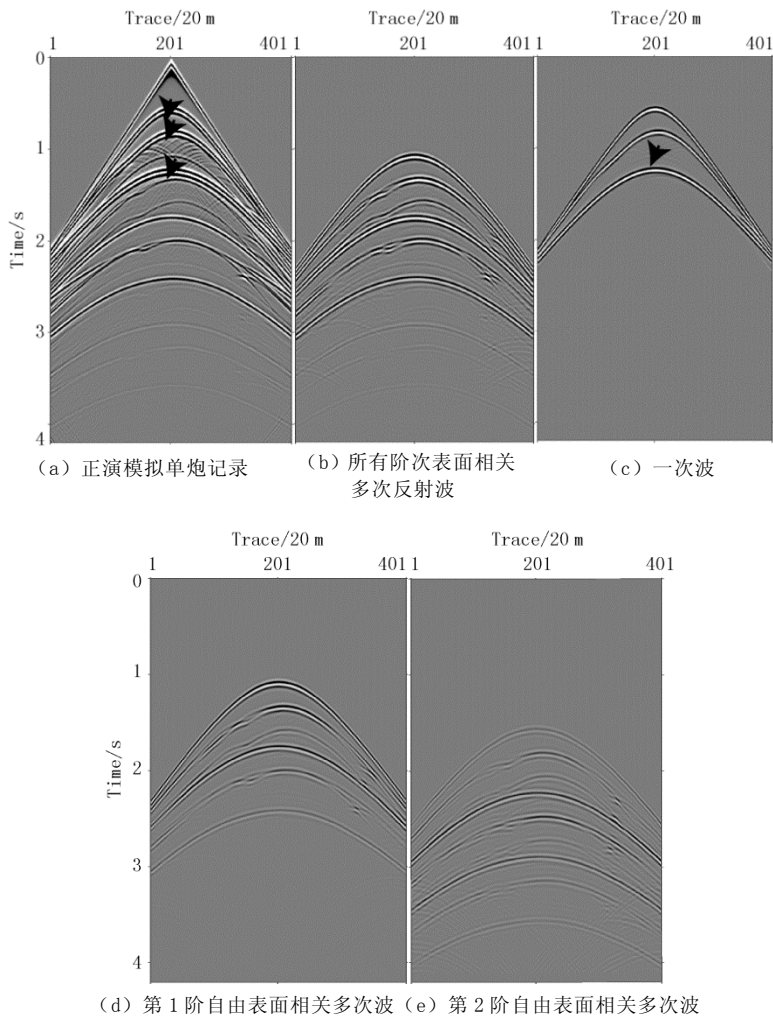 Trace/20 m
Trace/20 m
Trace/20 m
1 201 401
1 201 401
1 201 401
0
1
2
3
4
Time/s
(a) 正演模拟单炮记录
(b) 所有阶次表面相关
多次反射波
(c) 一次波
Trace/20 m
Trace/20 m
1 201 401
1 201 401
0
1
2
3
4
Time/s
(d) 第 1 阶自由表面相关多次波
(e) 第 2 阶自由表面相关多次波